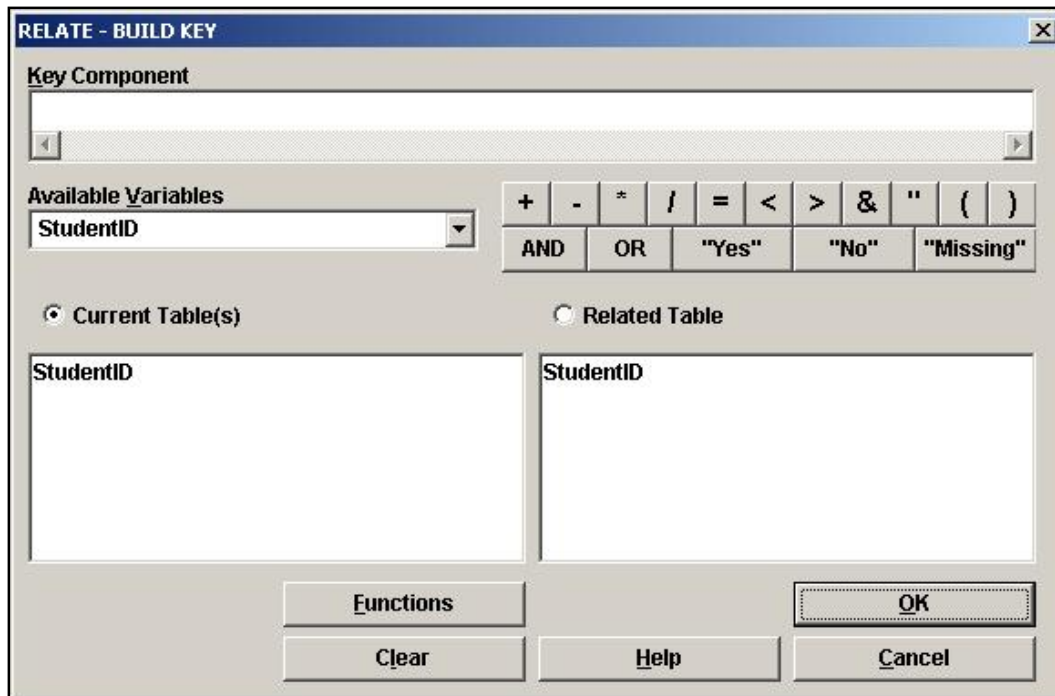 RELATE - BUILD KEY
Key Component
Available Variables
StudentID
+ - * / = < > & " ( )
AND OR "Yes" "No" "Missing"
Current Table(s) Related Table
StudentID StudentID
Functions OK
Clear Help Cancel